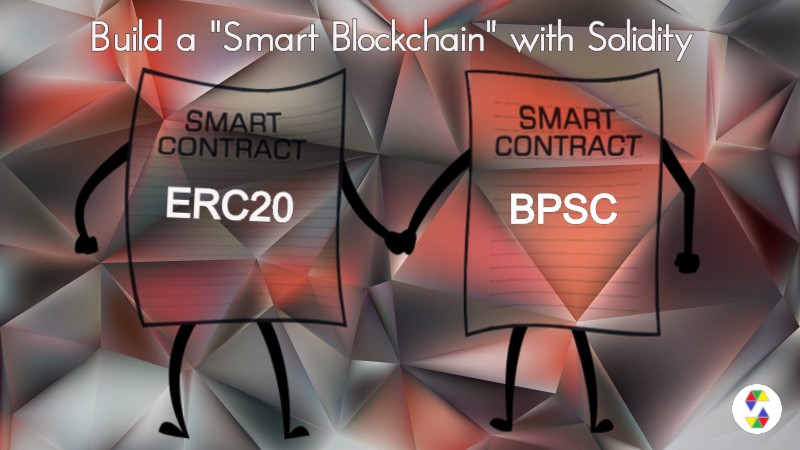 Build a "Smart Blockchain" with Solidity
SMART
CONTRACT
ERC20
SMART
CONTRACT
BPSC